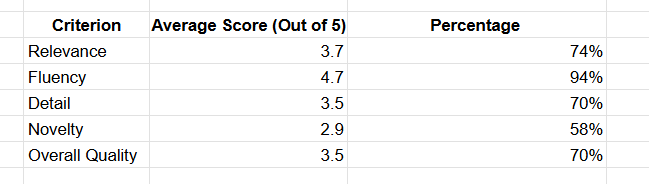 Criterion Average Score (Out of 5) Percentage
Relevance 3.7 74%
Fluency 4.7 94%
Detail 3.5 70%
Novelty 2.9 58%
Overall Quality 3.5 70%